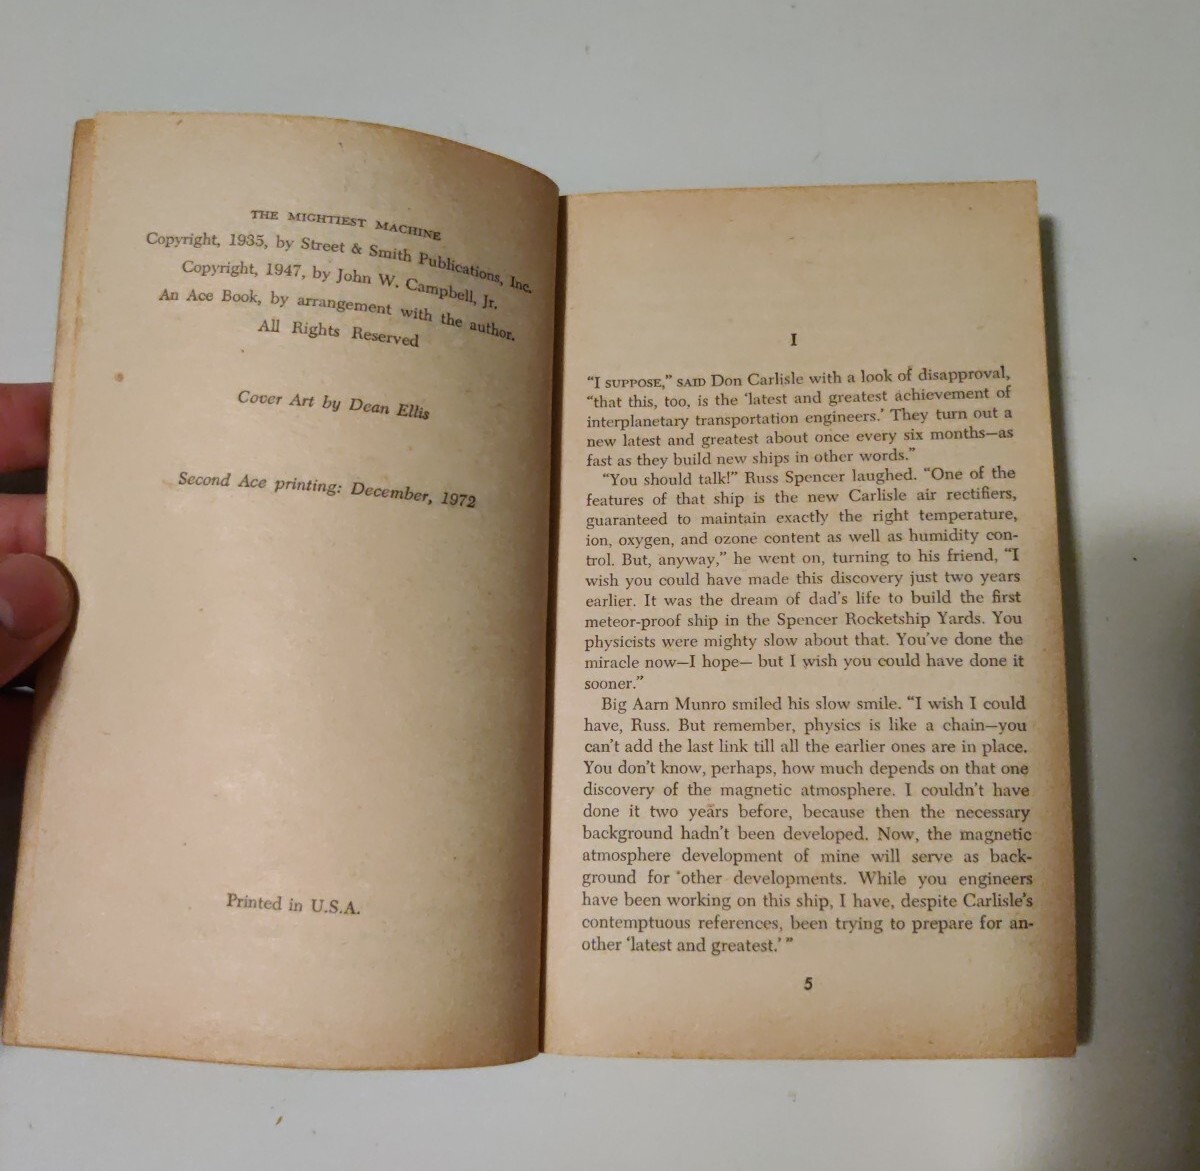 THE MIGHTIEST MACHINE
Copyright, 1935, by Street & Smith Publications, Inc.
Copyright, 1947, by John W. Campbell, Jr.
An Ace Book, by arrangement with the author.
All Rights Reserved
Cover Art by Dean Ellis
Second Ace printing: December, 1972
Printed in U.S.A.
I
“I SUPPOSE,” SAID Don Carlisle with a look of disapproval,
“that this, too, is the ‘latest and greatest achievement of
interplanetary transportation engineers.’ They turn out a
new latest and greatest about once every six months—as
fast as they build new ships in other words.”
“You should talk!” Russ Spencer laughed. “One of the
features of that ship is the new Carlisle air rectifiers,
guaranteed to maintain exactly the right temperature,
ion, oxygen, and ozone content as well as humidity con-
trol. But, anyway,” he went on, turning to his friend, “I
wish you could have made this discovery just two years
earlier. It was the dream of dad's life to build the first
meteor-proof ship in the Spencer Rocketship Yards. You
physicists were mighty slow about that. You've done the
miracle now—I hope— but I wish you could have done it
sooner.”
Big Aarn Munro smiled his slow smile. “I wish I could
have, Russ. But remember, physics is like a chain—you
can't add the last link till all the earlier ones are in place.
You don't know, perhaps, how much depends on that one
discovery of the magnetic atmosphere. I couldn't have
done it two years before, because then the necessary
background hadn't been developed. Now, the magnetic
atmosphere development of mine will serve as back-
ground for other developments. While you engineers
have been working on this ship, I have, despite Carlisle's
contemptuous references, been trying to prepare for an-
other ‘latest and greatest.’ ”
5